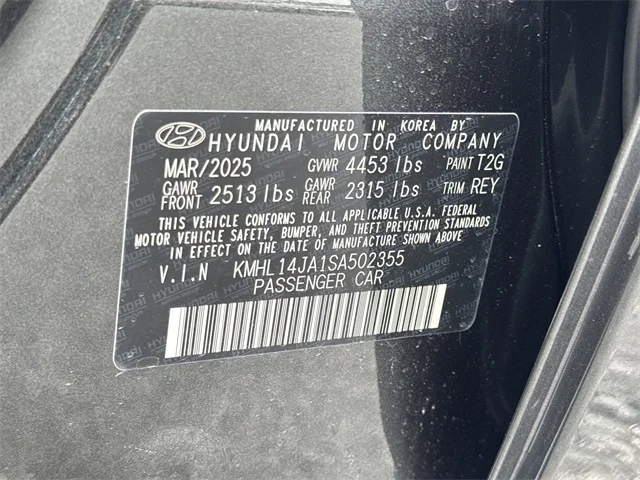 MANUFACTURED IN KOREA BY
HYUNDAI MOTOR COMPANY
MAR/2025 GVWR 4453 lbs PAINT T2G
GAWR FRONT 2513 lbs GAWR REAR 2315 lbs TRIM REY
THIS VEHICLE CONFORMS TO ALL APPLICABLE U.S.A. FEDERAL
MOTOR VEHICLE SAFETY, BUMPER, AND THEFT PREVENTION STANDARDS
IN EFFECT ON THE DATE OF MANUFACTURE SHOWN ABOVE
V.I.N KMHL14JA1SA502355
PASSENGER CAR